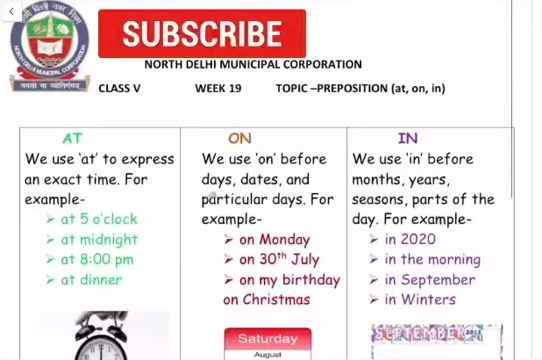 SUBSCRIBE
NORTH DELHI MUNICIPAL CORPORATION
CLASS V WEEK 19 TOPIC –PREPOSITION (at, on, in)
AT
We use ‘at’ to express
an exact time. For
example-
➢ at 5 o’clock
➢ at midnight
➢ at 8:00 pm
➢ at dinner
ON
We use ‘on’ before
days, dates, and
particular days. For
example-
➢ on Monday
➢ on 30th July
➢ on my birthday
on Christmas
IN
We use ‘in’ before
months, years,
seasons, parts of the
day. For example-
➢ in 2020
➢ in the morning
➢ in September
➢ in Winters
Saturday
August
SEPTEMBER